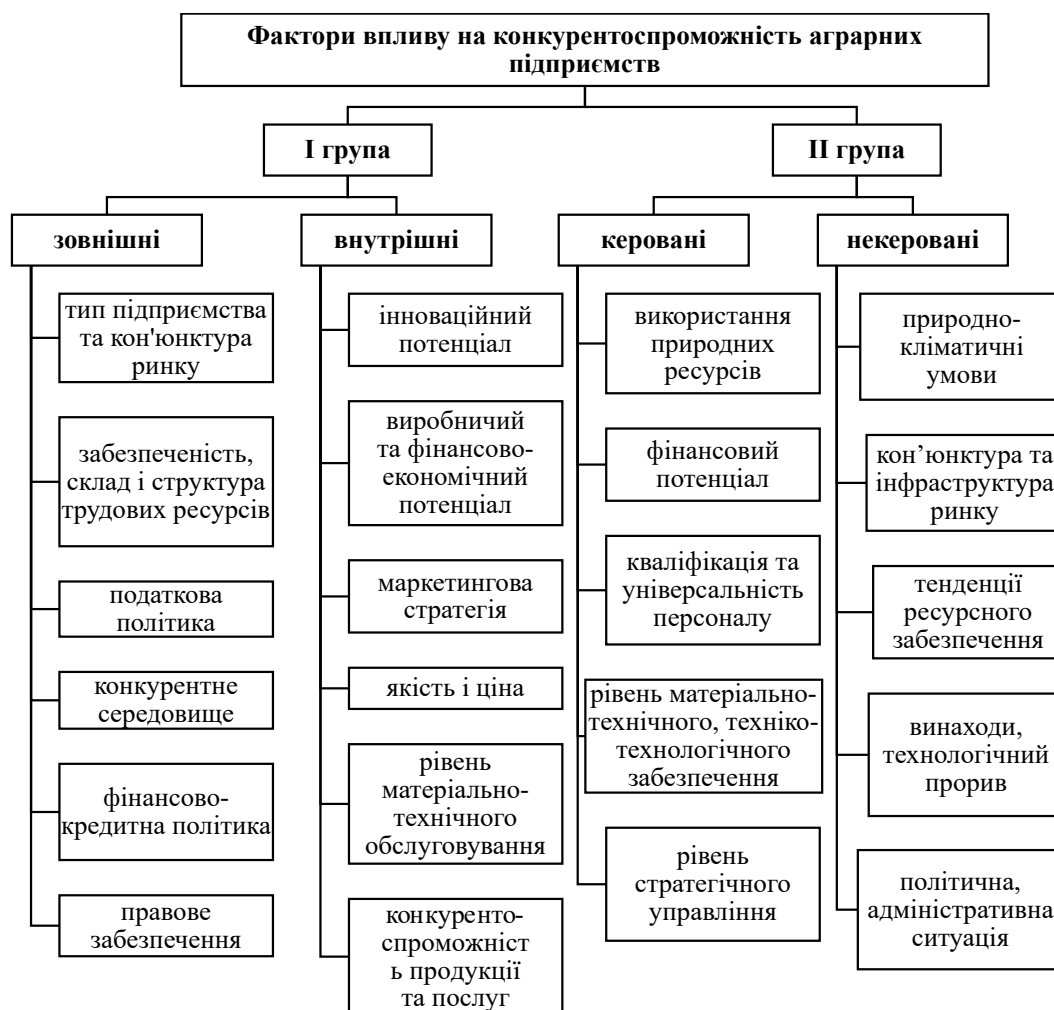 Фактори впливу на конкурентоспроможність аграрних
підприємств
І група
ІІ група
зовнішні
внутрішні
керовані
некеровані
тип підприємства
та кон'юнктура
ринку
забезпеченість,
склад і структура
трудових ресурсів
податкова
політика
конкурентне
середовище
фінансово-
кредитна політика
правове
забезпечення
інноваційний
потенціал
виробничий
та фінансово-
економічний
потенціал
маркетингова
стратегія
якість і ціна
рівень
матеріально-
технічного
обслуговування
конкуренто-
спроможніст
ь продукції
та послуг
використання
природних
ресурсів
фінансовий
потенціал
кваліфікація та
універсальність
персоналу
рівень матеріально-
технічного, техніко-
технологічного
забезпечення
рівень
стратегічного
управління
природно-
кліматичні
умови
кон’юнктура та
інфраструктура
ринку
тенденції
ресурсного
забезпечення
винаходи,
технологічний
прорив
політична,
адміністративна
ситуація